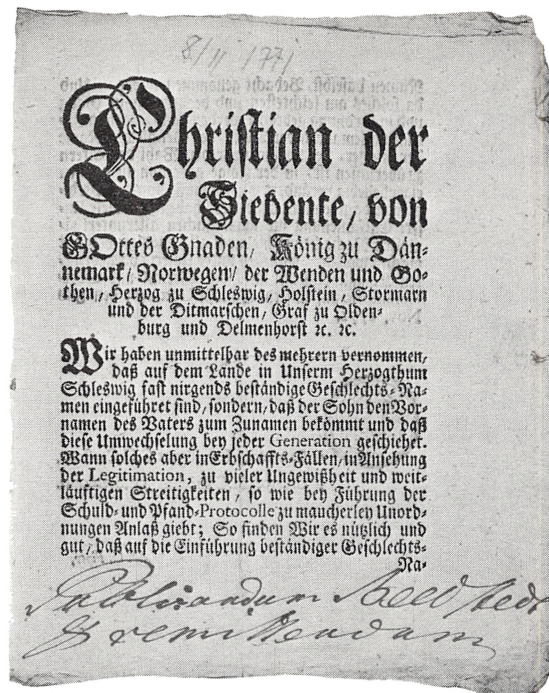 8/11 1771
Christian der
Siebente, von
GOttes Gnaden, König zu Dän-
nemark, Norwegen, der Wenden und Go-
then, Herzog zu Schleswig, Holstein, Stormarn
und der Ditmarschen, Graf zu Olden-
burg und Delmenhorst ꝛc. ꝛc.
Wir haben unmittelbar des mehrern vernommen,
daß auf dem Lande in Unserm Herzogthum
Schleswig fast nirgends beständige Geschlechts-Na-
men eingeführet sind, sondern, daß der Sohn den Vor-
namen des Vaters zum Zunamen bekömmt und daß
diese Umwechselung bey jeder Generation geschiehet.
Wann solches aber in Erbschaffts-Fällen, in Ansehung
der Legitimation, zu vieler Ungewißheit und weit-
läuftigen Streitigkeiten, so wie bey Führung der
Schuld- und Pfand-Protocolle zu maucherley Unord-
nungen Anlaß giebt; So finden Wir es nützlich und
gut, daß auf die Einführung beständiger Geschlechts-
Na-
Publicandum
& remittendum